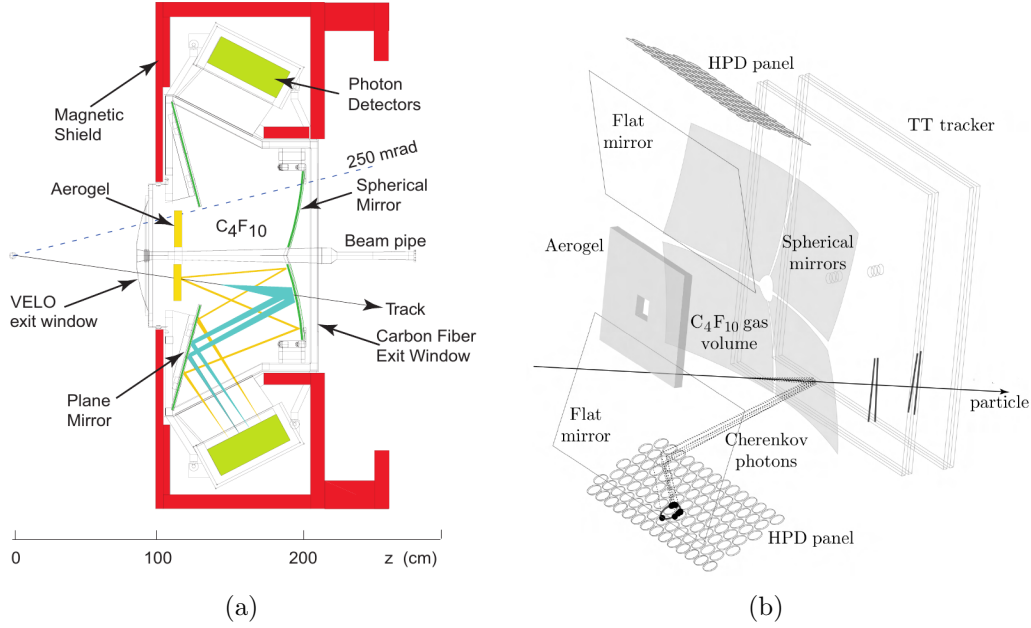 Magnetic
Shield
Photon
Detectors
Aerogel
250 mrad
Spherical
Mirror
C4F10
Beam pipe
VELO
exit window
Track
Carbon Fiber
Exit Window
Plane
Mirror
0
100
200
z (cm)
(a)
HPD panel
Flat
mirror
TT tracker
Aerogel
Spherical
mirrors
C4F10 gas
volume
particle
Flat
mirror
Cherenkov
photons
HPD panel
(b)